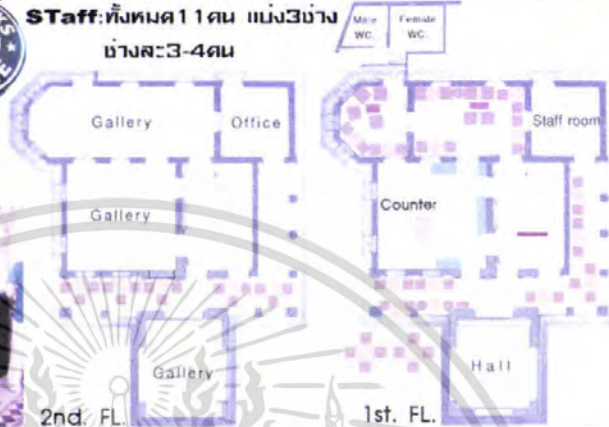 STaff:ทั้งหมด11คน แบ่ง3ช่วง
ช่วงละ3-4คน
Male
WC.
Female
WC.
Gallery
Office
Staff room
Gallery
Counter
Gallery
Hall
2nd. FL.
1st. FL.